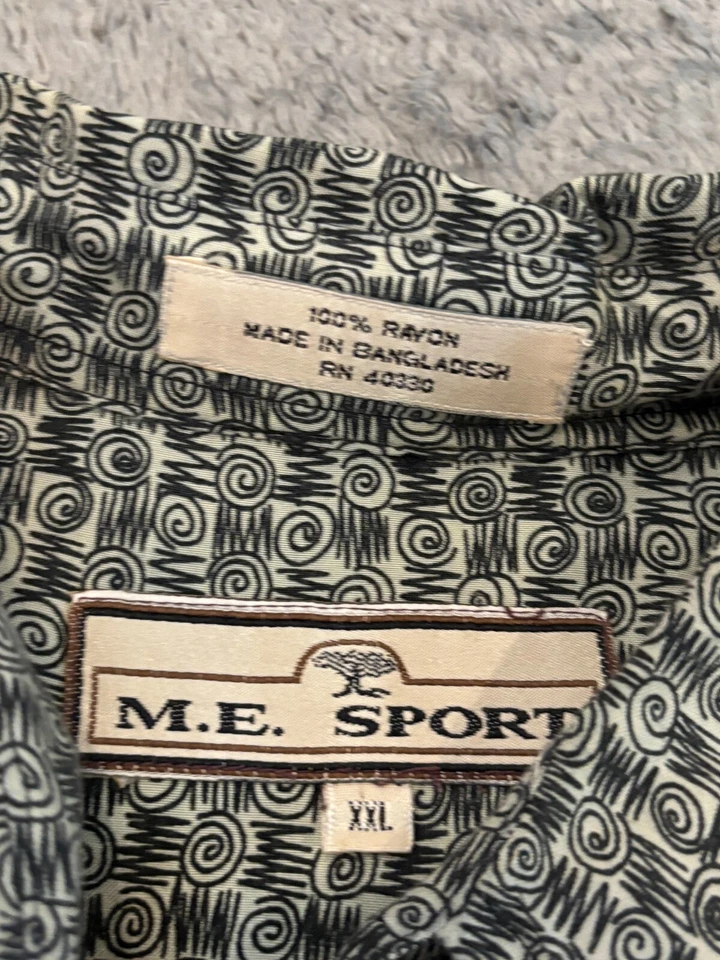 100% RAYON
MADE IN BANGLADESH
RN 40330
M.E. SPORT
XXL